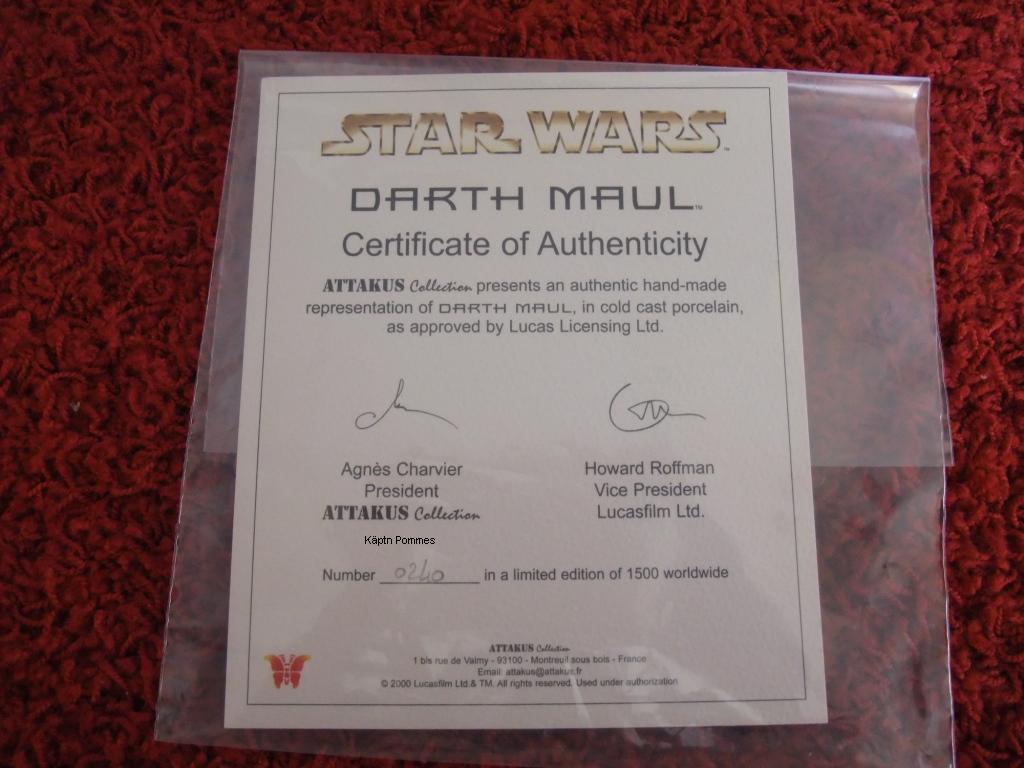 STAR WARS™
DARTH MAUL™
Certificate of Authenticity
ATTAKUS Collection presents an authentic hand-made
representation of DARTH MAUL, in cold cast porcelain,
as approved by Lucas Licensing Ltd.
Agnès Charvier
President
ATTAKUS Collection
Howard Roffman
Vice President
Lucasfilm Ltd.
Käptn Pommes
Number 0240 in a limited edition of 1500 worldwide
ATTAKUS Collection
1 bis rue de Valmy - 93100 - Montreuil sous bois - France
Email: attakus@attakus.fr
© 2000 Lucasfilm Ltd.& TM. All rights reserved. Used under authorization